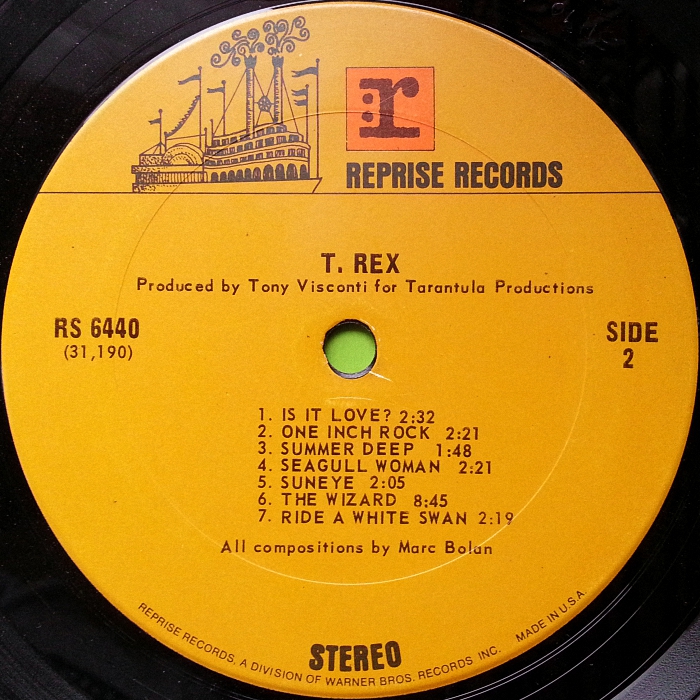 r
REPRISE RECORDS
T. REX
Produced by Tony Visconti for Tarantula Productions
RS 6440
(31,190)
SIDE
2
1. IS IT LOVE? 2:32
2. ONE INCH ROCK 2:21
3. SUMMER DEEP 1:48
4. SEAGULL WOMAN 2:21
5. SUNEYE 2:05
6. THE WIZARD 8:45
7. RIDE A WHITE SWAN 2:19
All compositions by Marc Bolan
STEREO
REPRISE RECORDS, A DIVISION OF WARNER BROS. RECORDS INC. MADE IN U.S.A.